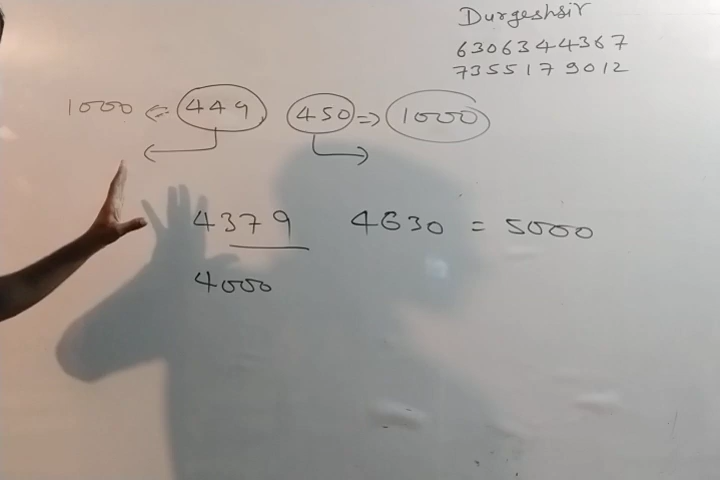 Durgeshsir
6306344367
7355179012
1000 <= 449 450 => 1000
4379 4630 = 5000
4000